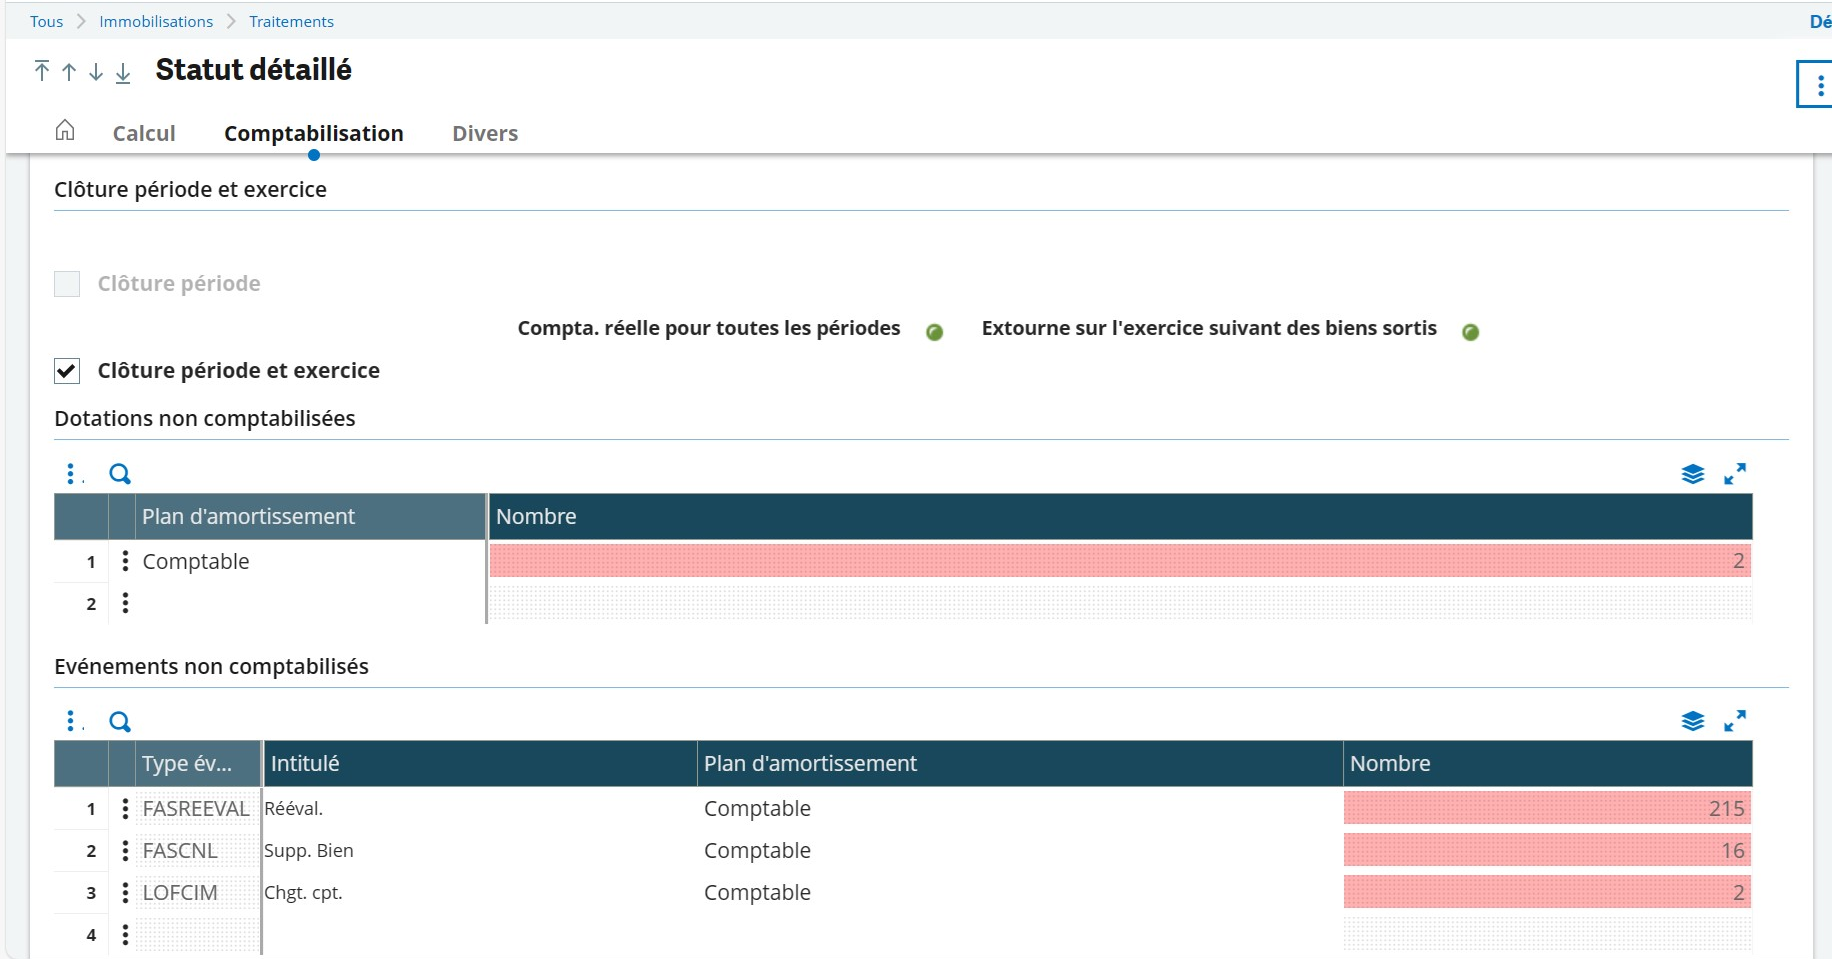 Tous Immobilisations Traitements Dé
Statut détaillé
Calcul Comptabilisation Divers
Clôture période et exercice
Clôture période
Compta. réelle pour toutes les périodes Extourne sur l'exercice suivant des biens sortis
Clôture période et exercice
Dotations non comptabilisées
Plan d'amortissement Nombre
1 Comptable 2
2
Evénements non comptabilisés
Type év... Intitulé Plan d'amortissement Nombre
1 FASREEVAL Rééval. Comptable 215
2 FASCNL Supp. Bien Comptable 16
3 LOFCIM Chgt. cpt. Comptable 2
4